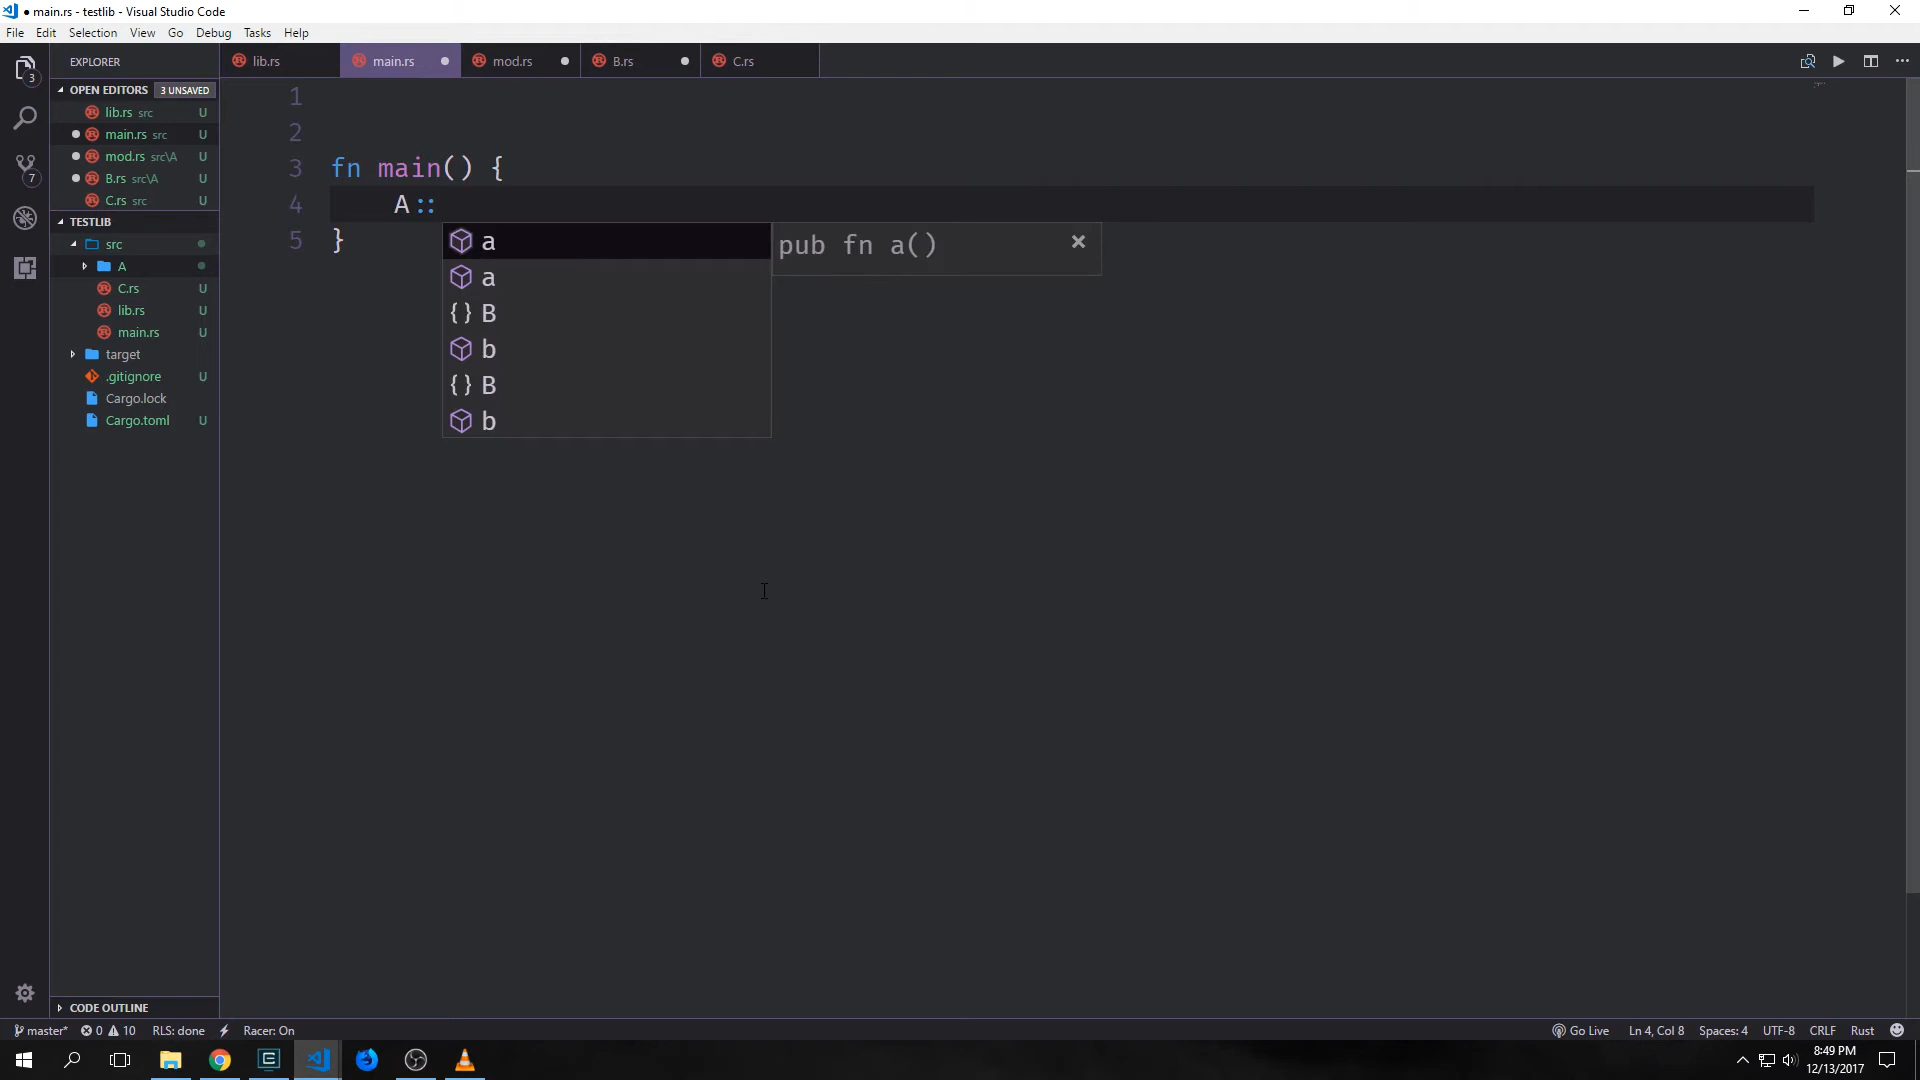 main.rs - testlib - Visual Studio Code
File Edit Selection View Go Debug Tasks Help
EXPLORER
lib.rs main.rs mod.rs B.rs C.rs
3
OPEN EDITORS 3 UNSAVED
lib.rs src U
main.rs src U
mod.rs src\A U
B.rs src\A U
C.rs src U
7
TESTLIB
src
A
C.rs U
lib.rs U
main.rs U
target
.gitignore U
Cargo.lock
Cargo.toml U
CODE OUTLINE
1
2
3 fn main() {
4 A::
5 }
a
a
{} B
b
{} B
b
pub fn a() ×
master* 0 10 RLS: done Racer: On
Go Live Ln 4, Col 8 Spaces: 4 UTF-8 CRLF Rust
8:49 PM
12/13/2017